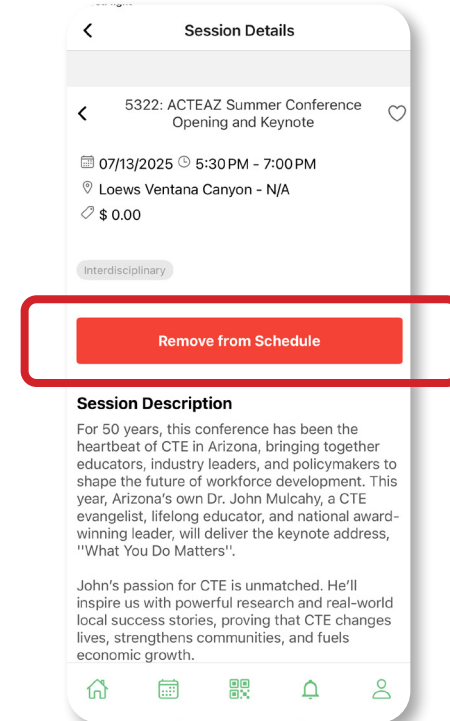 Session Details
5322: ACTEAZ Summer Conference
Opening and Keynote
07/13/2025 5:30 PM - 7:00 PM
Loews Ventana Canyon - N/A
$ 0.00
Interdisciplinary
Remove from Schedule
Session Description
For 50 years, this conference has been the
heartbeat of CTE in Arizona, bringing together
educators, industry leaders, and policymakers to
shape the future of workforce development. This
year, Arizona's own Dr. John Mulcahy, a CTE
evangelist, lifelong educator, and national award-
winning leader, will deliver the keynote address,
''What You Do Matters''.
John's passion for CTE is unmatched. He'll
inspire us with powerful research and real-world
local success stories, proving that CTE changes
lives, strengthens communities, and fuels
economic growth.